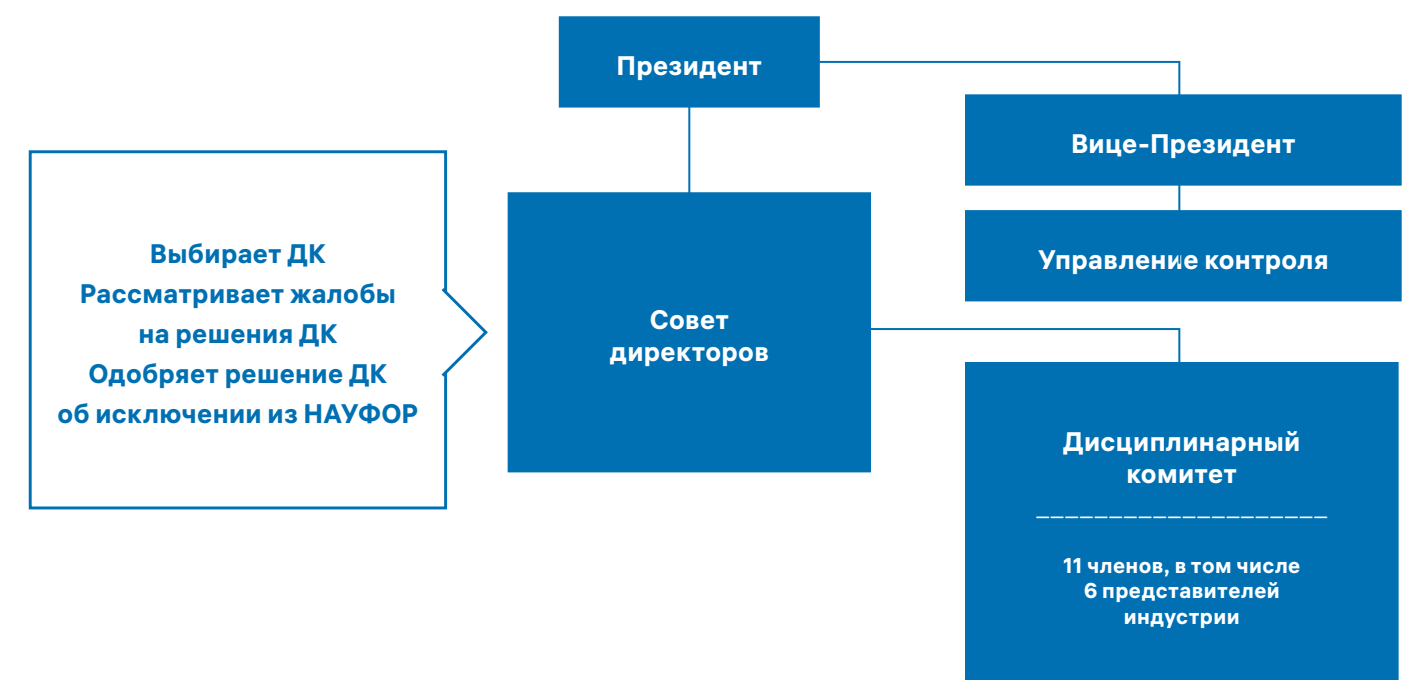 Президент
Вице-Президент
Управление контроля
Выбирает ДК
Рассматривает жалобы
на решения ДК
Одобряет решение ДК
об исключении из НАУФОР
Совет
директоров
Дисциплинарный
комитет
____________________
11 членов, в том числе
6 представителей
индустрии